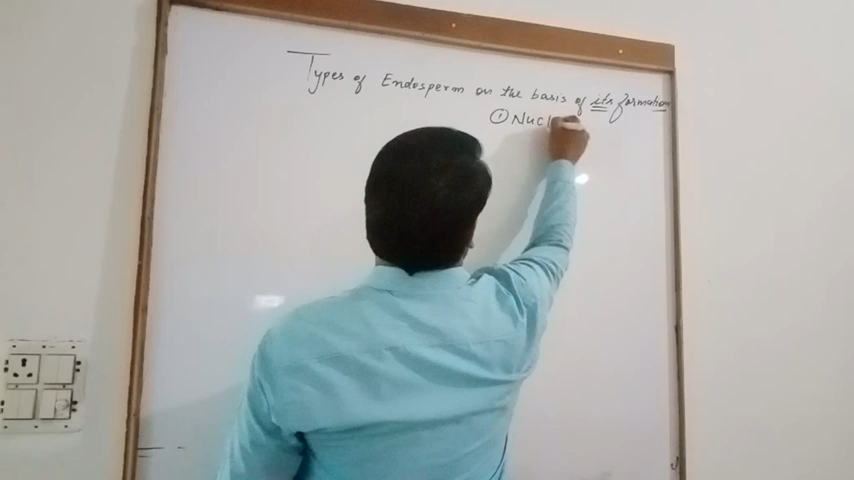 Types of Endosperm on the basis of its formation
① Nucl